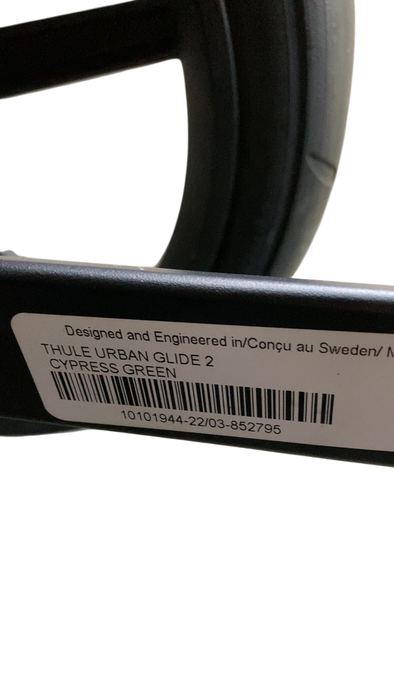 Designed and Engineered in/Conçu au Sweden/
THULE URBAN GLIDE 2
CYPRESS GREEN
10101944-22/03-852795